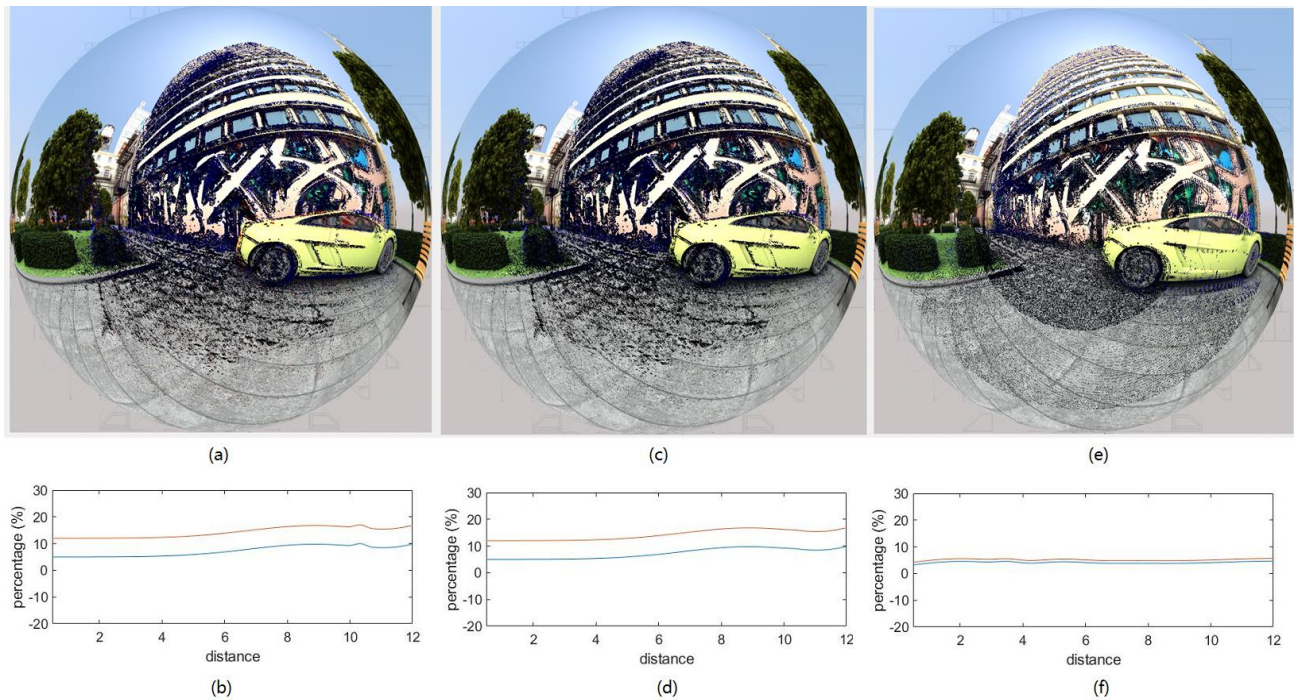 (a) (c) (e)
30 30 30
20 20 20
10 10 10
0 0 0
-10 -10 -10
-20 -20 -20
percentage (%) percentage (%) percentage (%)
2 4 6 8 10 12 2 4 6 8 10 12 2 4 6 8 10 12
distance distance distance
(b) (d) (f)